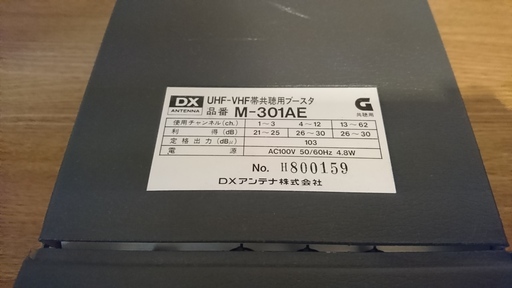 DX ANTENNA UHF-VHF帯共聴用ブースタ
品番 M-301AE
G 共聴用
使用チャンネル(ch.) 1~3 4~12 13~62
利得(dB) 21~25 26~30 26~30
定格出力(dBμ) 103
電源 AC100V 50/60Hz 4.8W
No. H800159
DXアンテナ株式会社